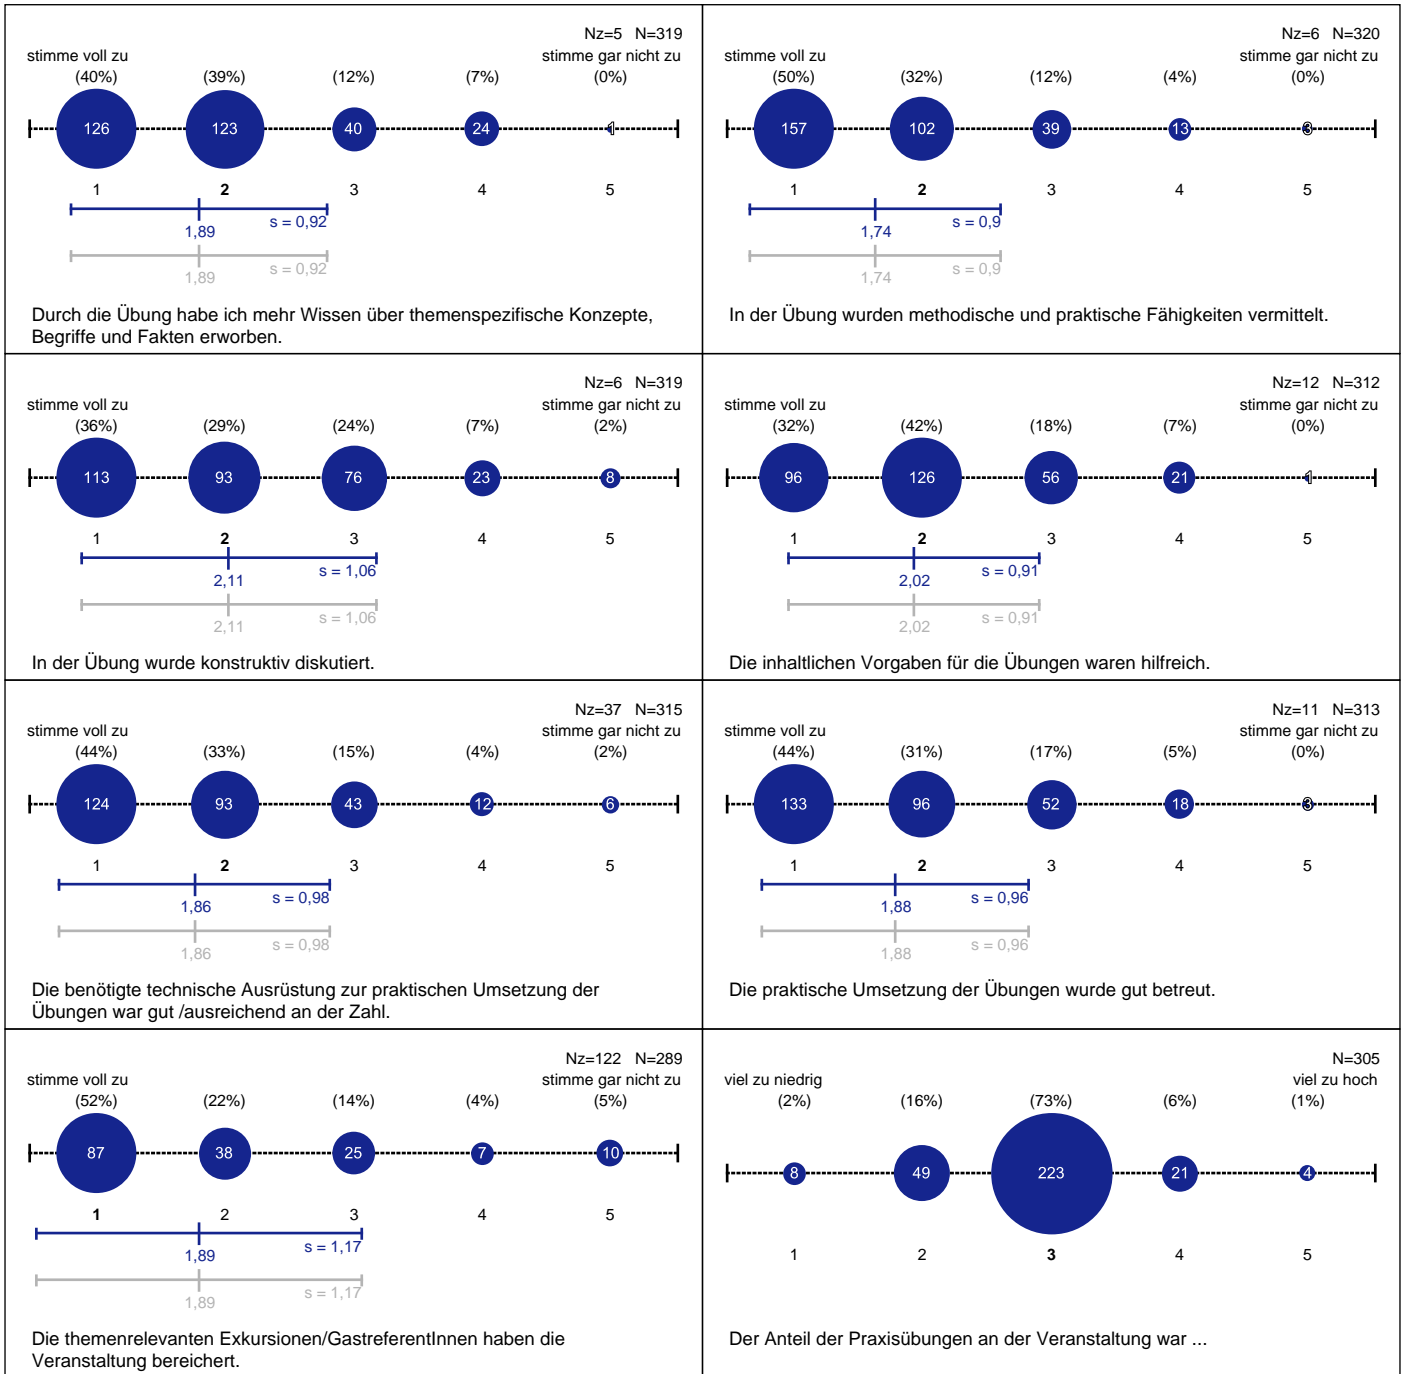 Nz=5 N=319
stimme voll zu stimme gar nicht zu
(40%) (39%) (12%) (7%) (0%)
126 123 40 24 1
1 2 3 4 5
s = 0,92
1,89
s = 0,92
1,89
Durch die Übung habe ich mehr Wissen über themenspezifische Konzepte,
Begriffe und Fakten erworben.
Nz=6 N=320
stimme voll zu stimme gar nicht zu
(50%) (32%) (12%) (4%) (0%)
157 102 39 13 3
1 2 3 4 5
s = 0,9
1,74
s = 0,9
1,74
In der Übung wurden methodische und praktische Fähigkeiten vermittelt.
Nz=6 N=319
stimme voll zu stimme gar nicht zu
(36%) (29%) (24%) (7%) (2%)
113 93 76 23 8
1 2 3 4 5
s = 1,06
2,11
s = 1,06
2,11
In der Übung wurde konstruktiv diskutiert.
Nz=12 N=312
stimme voll zu stimme gar nicht zu
(32%) (42%) (18%) (7%) (0%)
96 126 56 21 1
1 2 3 4 5
s = 0,91
2,02
s = 0,91
2,02
Die inhaltlichen Vorgaben für die Übungen waren hilfreich.
Nz=37 N=315
stimme voll zu stimme gar nicht zu
(44%) (33%) (15%) (4%) (2%)
124 93 43 12 6
1 2 3 4 5
s = 0,98
1,86
s = 0,98
1,86
Die benötigte technische Ausrüstung zur praktischen Umsetzung der
Übungen war gut /ausreichend an der Zahl.
Nz=11 N=313
stimme voll zu stimme gar nicht zu
(44%) (31%) (17%) (5%) (0%)
133 96 52 18 3
1 2 3 4 5
s = 0,96
1,88
s = 0,96
1,88
Die praktische Umsetzung der Übungen wurde gut betreut.
Nz=122 N=289
stimme voll zu stimme gar nicht zu
(52%) (22%) (14%) (4%) (5%)
87 38 25 7 10
1 2 3 4 5
s = 1,17
1,89
s = 1,17
1,89
Die themenrelevanten Exkursionen/GastreferentInnen haben die
Veranstaltung bereichert.
N=305
viel zu niedrig viel zu hoch
(2%) (16%) (73%) (6%) (1%)
8 49 223 21 4
1 2 3 4 5
Der Anteil der Praxisübungen an der Veranstaltung war ...